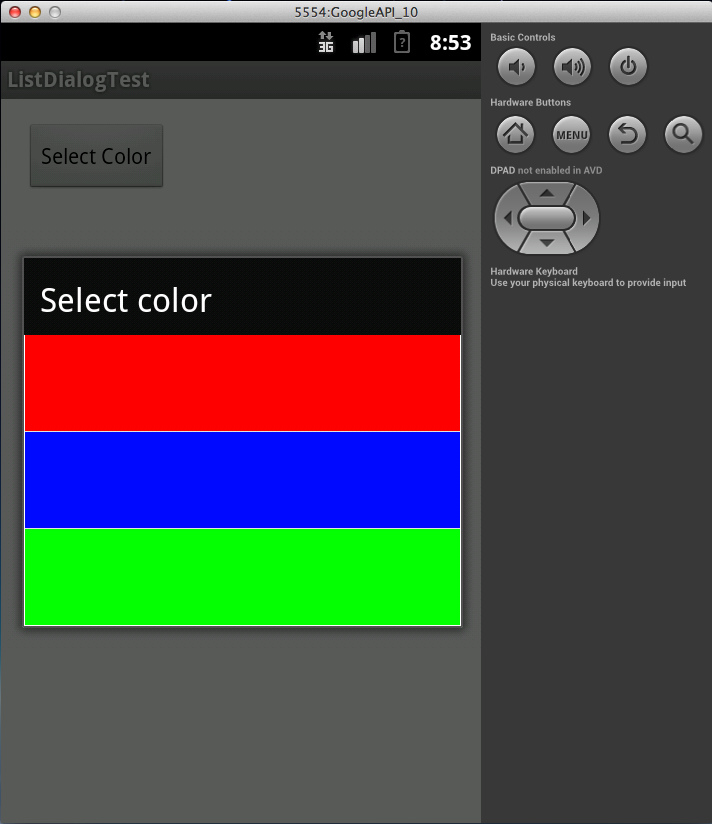 5554:GoogleAPI_10
3G
?
8:53
ListDialogTest
Select Color
Select color
Basic Controls
Hardware Buttons
MENU
DPAD not enabled in AVD
Hardware Keyboard
Use your physical keyboard to provide input